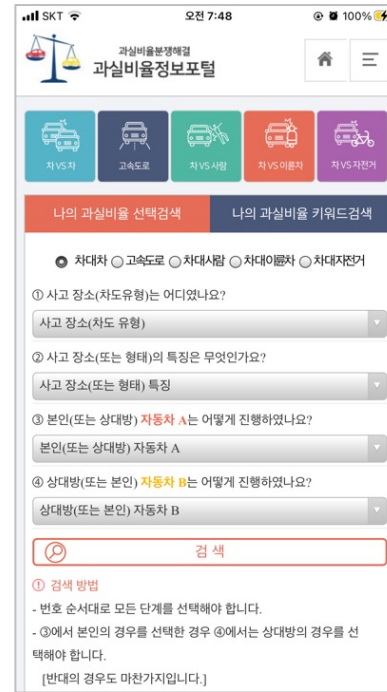 SKT 오전 7:48 100%
과실비율분쟁해결
과실비율정보포털
차VS차 고속도로 차VS사람 차VS이륜차 차VS자전거
나의 과실비율 선택검색 나의 과실비율 키워드검색
차대차 고속도로 차대사람 차대이륜차 차대자전거
① 사고 장소(차도유형)는 어디였나요?
사고 장소(차도 유형)
② 사고 장소(또는 형태)의 특징은 무엇인가요?
사고 장소(또는 형태) 특징
③ 본인(또는 상대방) 자동차 A는 어떻게 진행하였나요?
본인(또는 상대방) 자동차 A
④ 상대방(또는 본인) 자동차 B는 어떻게 진행하였나요?
상대방(또는 본인) 자동차 B
검 색
검색 방법
- 번호 순서대로 모든 단계를 선택해야 합니다.
- ③에서 본인의 경우를 선택한 경우 ④에서는 상대방의 경우를 선
택해야 합니다.
[반대의 경우도 마찬가지입니다.]